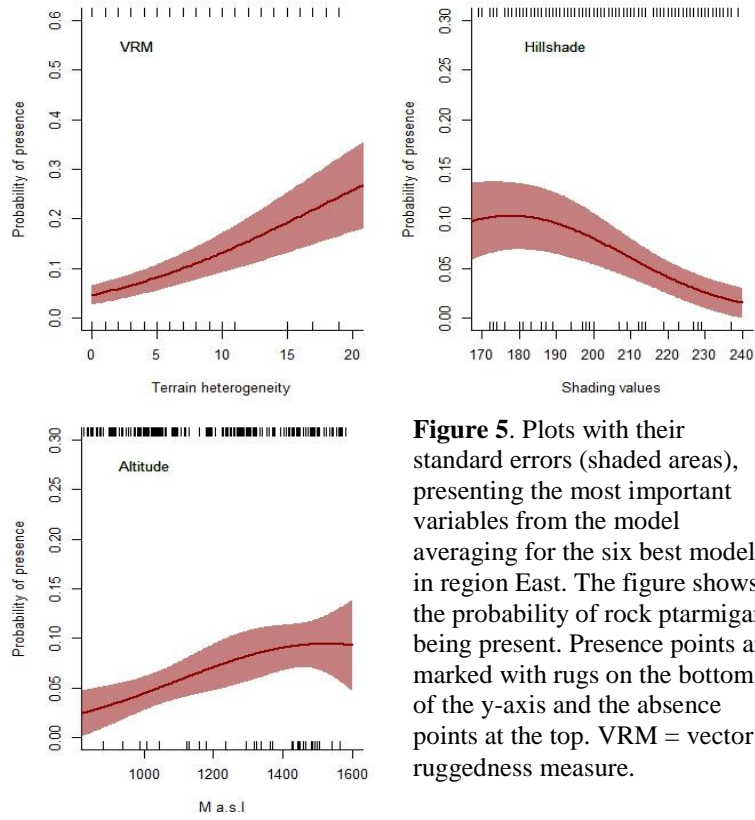 0.6
0.5
0.4
0.3
0.2
0.1
0.0
Probability of presence
VRM
0 5 10 15 20
Terrain heterogeneity
0.30
0.25
0.20
0.15
0.10
0.05
0.00
Probability of presence
Hillshade
170 180 190 200 210 220 230 240
Shading values
0.30
0.25
0.20
0.15
0.10
0.05
0.00
Probability of presence
Altitude
1000 1200 1400 1600
M a.s.l
Figure 5. Plots with their
standard errors (shaded areas),
presenting the most important
variables from the model
averaging for the six best model
in region East. The figure shows
the probability of rock ptarmigan
being present. Presence points a
marked with rugs on the bottom
of the y-axis and the absence
points at the top. VRM = vector
ruggedness measure.